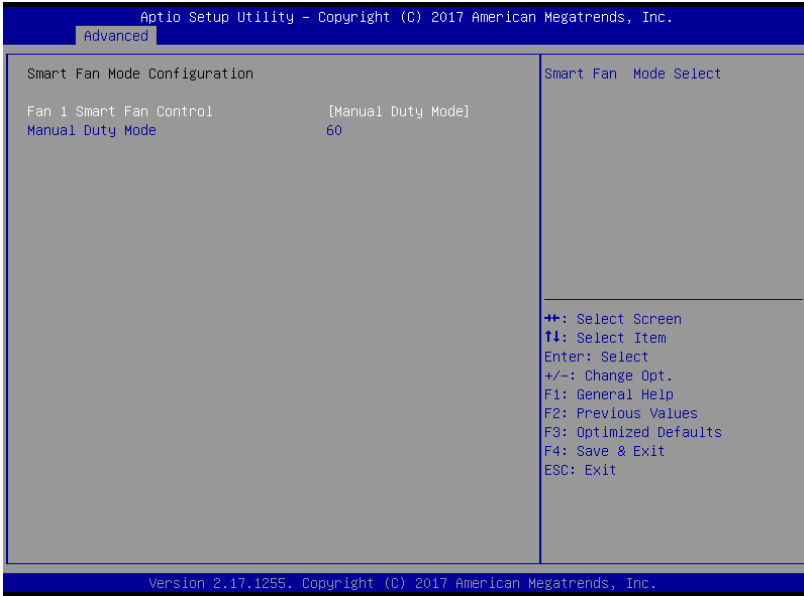 Aptio Setup Utility – Copyright (C) 2017 American Megatrends, Inc.
Advanced
Smart Fan Mode Configuration
Fan 1 Smart Fan Control [Manual Duty Mode]
Manual Duty Mode 60
Smart Fan  Mode Select
→←: Select Screen
↑↓: Select Item
Enter: Select
+/-: Change Opt.
F1: General Help
F2: Previous Values
F3: Optimized Defaults
F4: Save & Exit
ESC: Exit
Version 2.17.1255. Copyright (C) 2017 American Megatrends, Inc.